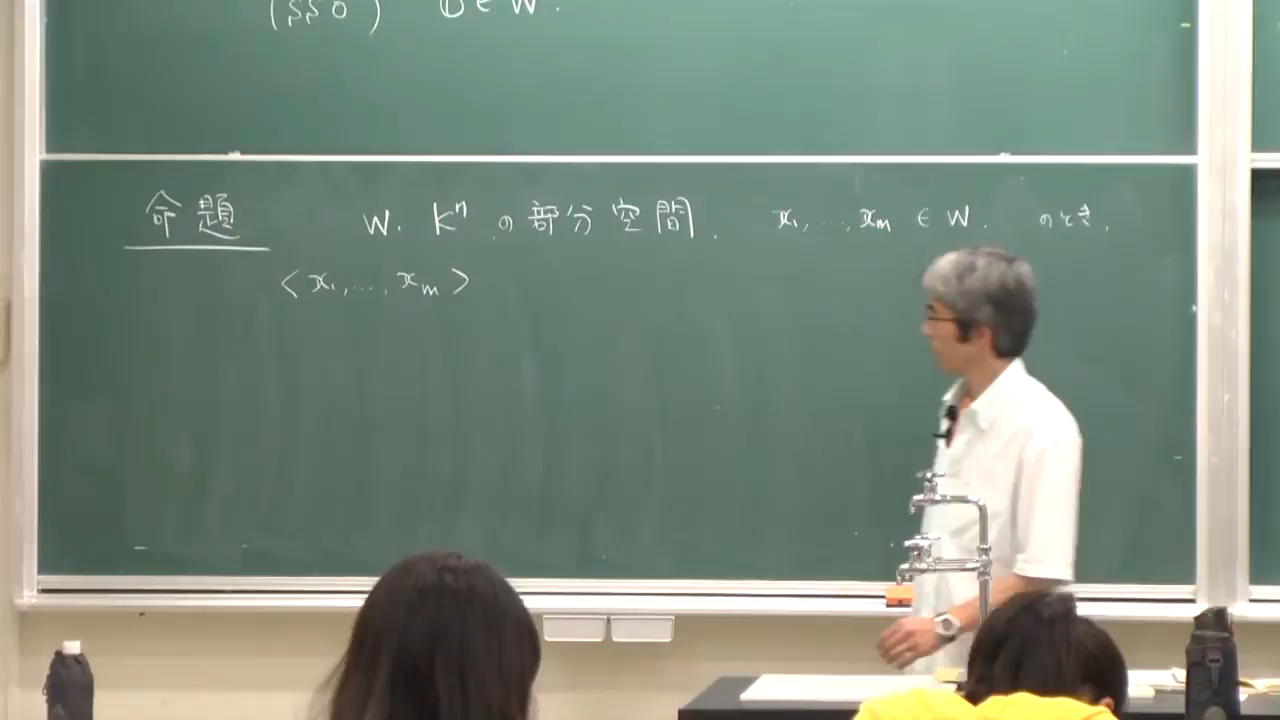 (SS0) 0 ∈ W.
命題 W. Kⁿ の部分空間. x₁, ..., xₘ ∈ W. のとき.
< x₁, ..., xₘ >